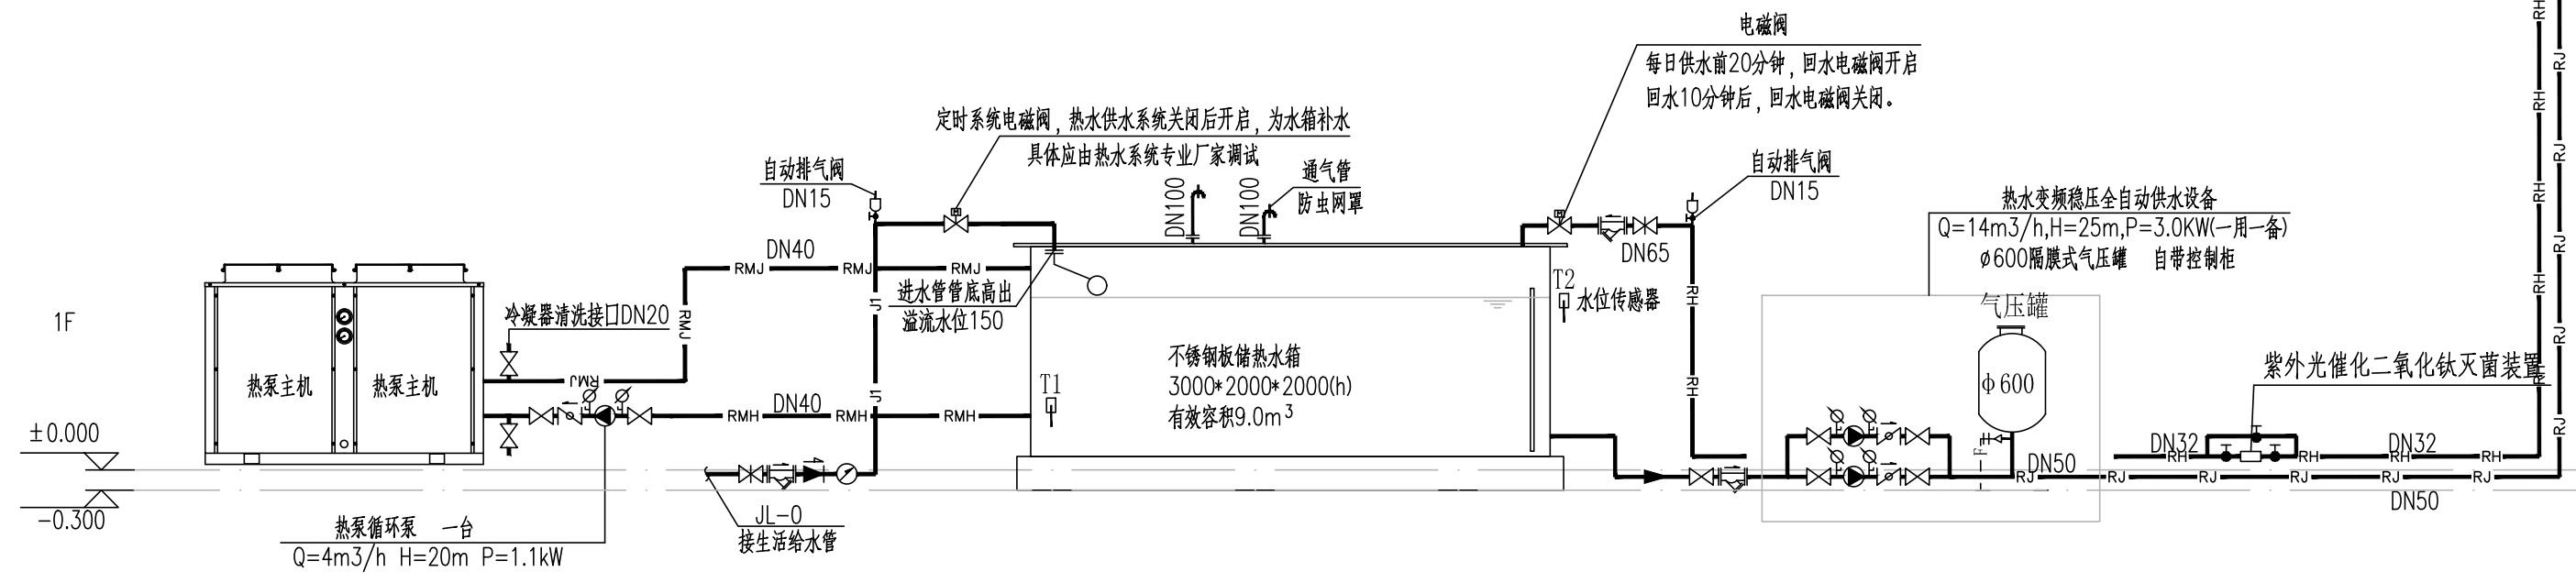 电磁阀
每日供水前20分钟，回水电磁阀开启
回水10分钟后，回水电磁阀关闭。
定时系统电磁阀，热水供水系统关闭后开启，为水箱补水
具体应由热水系统专业厂家调试
自动排气阀
DN15
DN100
DN100
通气管
防虫网罩
自动排气阀
DN15
热水变频稳压全自动供水设备
Q=14m3/h,H=25m,P=3.0KW(一用一备)
φ600隔膜式气压罐 自带控制柜
DN40
RMJ
RMJ
RMJ
DN65
进水管管底高出
溢流水位150
T2
水位传感器
气压罐
1F
冷凝器清洗接口DN20
RMJ
J1
J1
RH
RH
不锈钢板储热水箱
3000*2000*2000(h)
有效容积9.0m³
热泵主机
热泵主机
RMJ
T1
φ600
紫外光催化二氧化钛灭菌装置
DN40
RMH
RMH
RMH
±0.000
-0.300
DN32
DN32
RH
RH
RH
RH
F
DN50
RJ
RJ
RJ
RJ
RJ
RJ
DN50
JL-0
接生活给水管
热泵循环泵 一台
Q=4m3/h H=20m P=1.1kW
RH
RH
RH
RH
RH
RJ
RJ
RJ
RJ
RJ